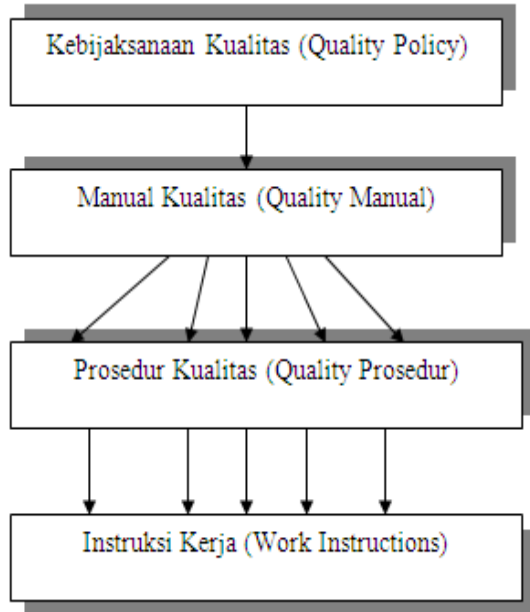 Kebijaksanaan Kualitas (Quality Policy)
Manual Kualitas (Quality Manual)
Prosedur Kualitas (Quality Prosedur)
Instruksi Kerja (Work Instructions)